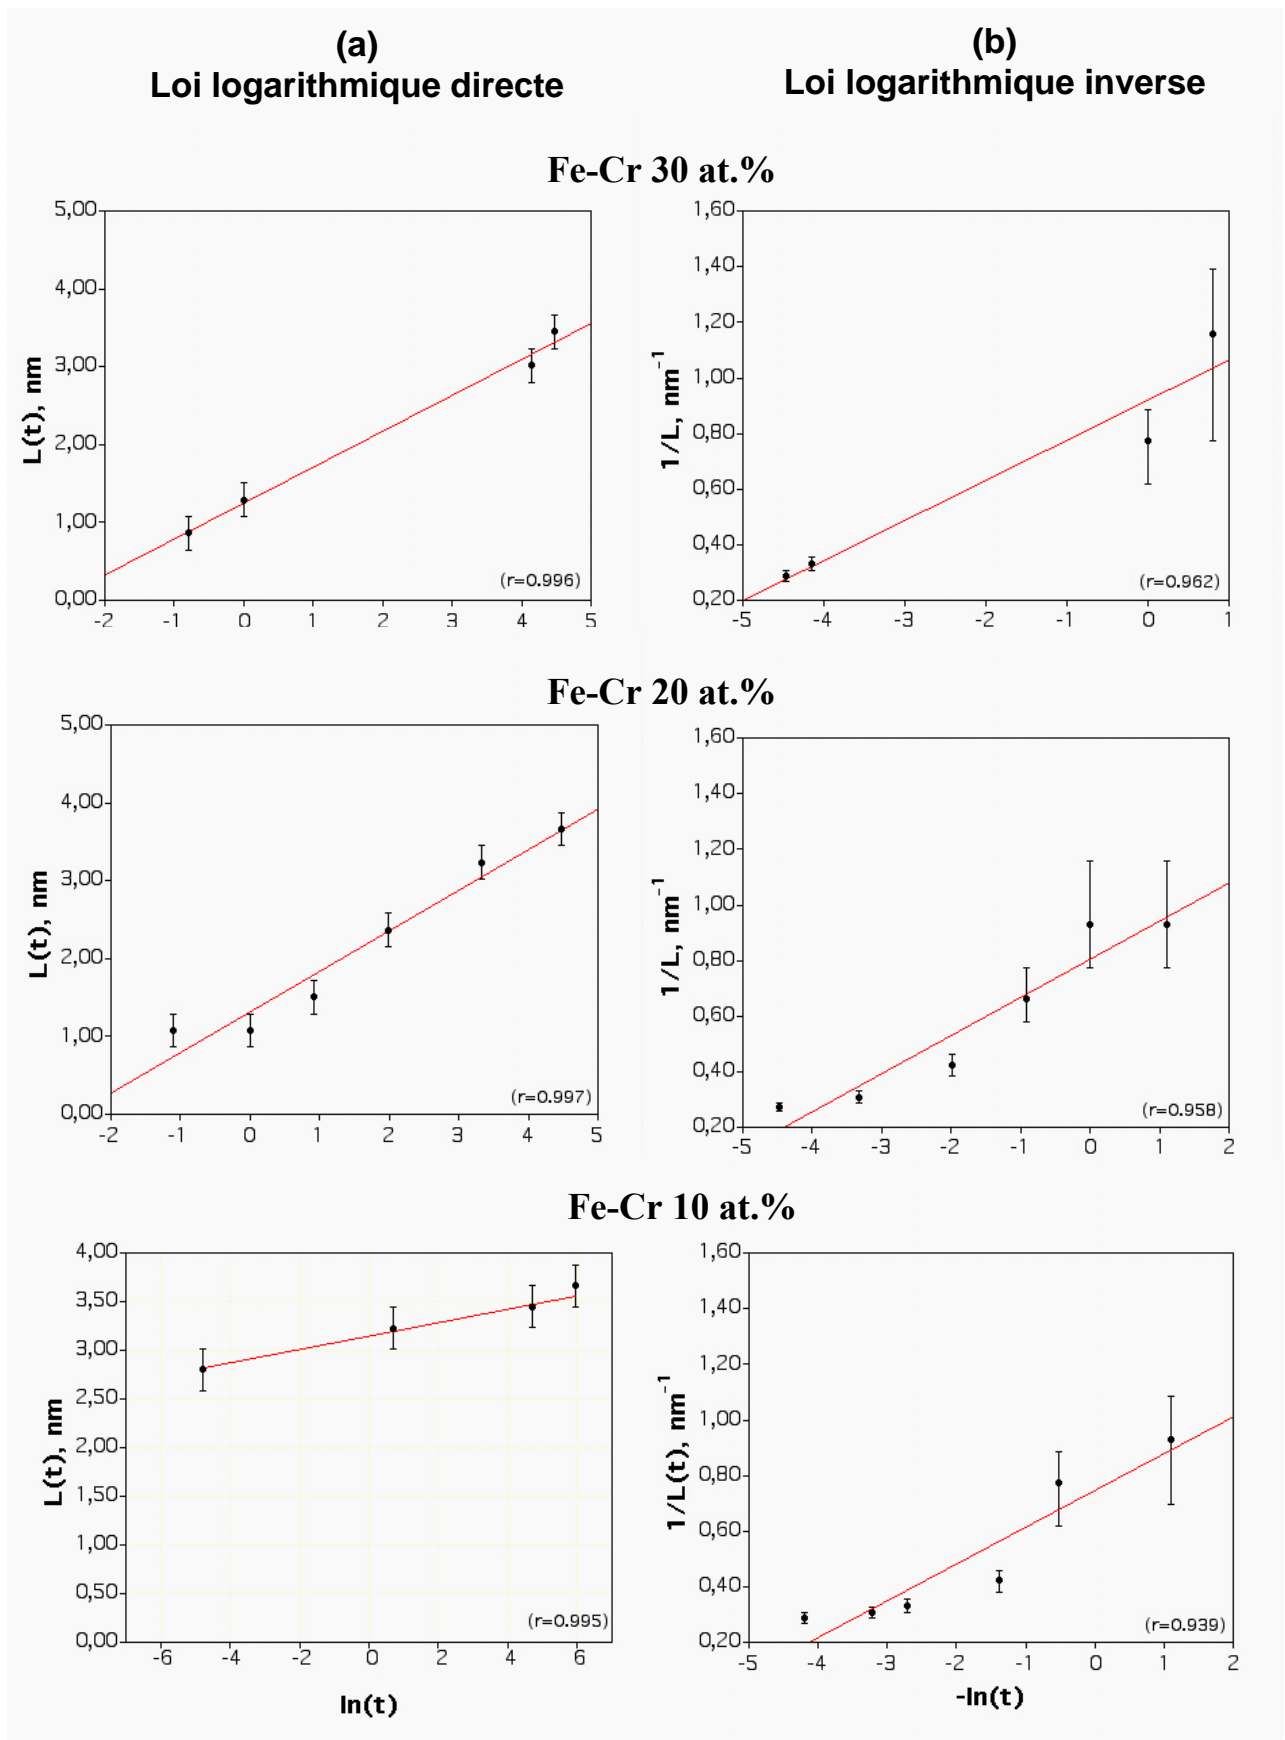 (a)
Loi logarithmique directe
(b)
Loi logarithmique inverse
Fe-Cr 30 at.%
5,00
4,00
3,00
2,00
1,00
0,00
L(t), nm
-2 -1 0 1 2 3 4 5
(r=0.996)
1,60
1,40
1,20
1,00
0,80
0,60
0,40
0,20
1/L, nm⁻¹
-5 -4 -3 -2 -1 0 1
(r=0.962)
Fe-Cr 20 at.%
5,00
4,00
3,00
2,00
1,00
0,00
L(t), nm
-2 -1 0 1 2 3 4 5
(r=0.997)
1,60
1,40
1,20
1,00
0,80
0,60
0,40
0,20
1/L, nm⁻¹
-5 -4 -3 -2 -1 0 1 2
(r=0.958)
Fe-Cr 10 at.%
4,00
3,50
3,00
2,50
2,00
1,50
1,00
0,50
0,00
L(t), nm
-6 -4 -2 0 2 4 6
(r=0.995)
ln(t)
1,60
1,40
1,20
1,00
0,80
0,60
0,40
0,20
1/L(t), nm⁻¹
-5 -4 -3 -2 -1 0 1 2
(r=0.939)
-ln(t)